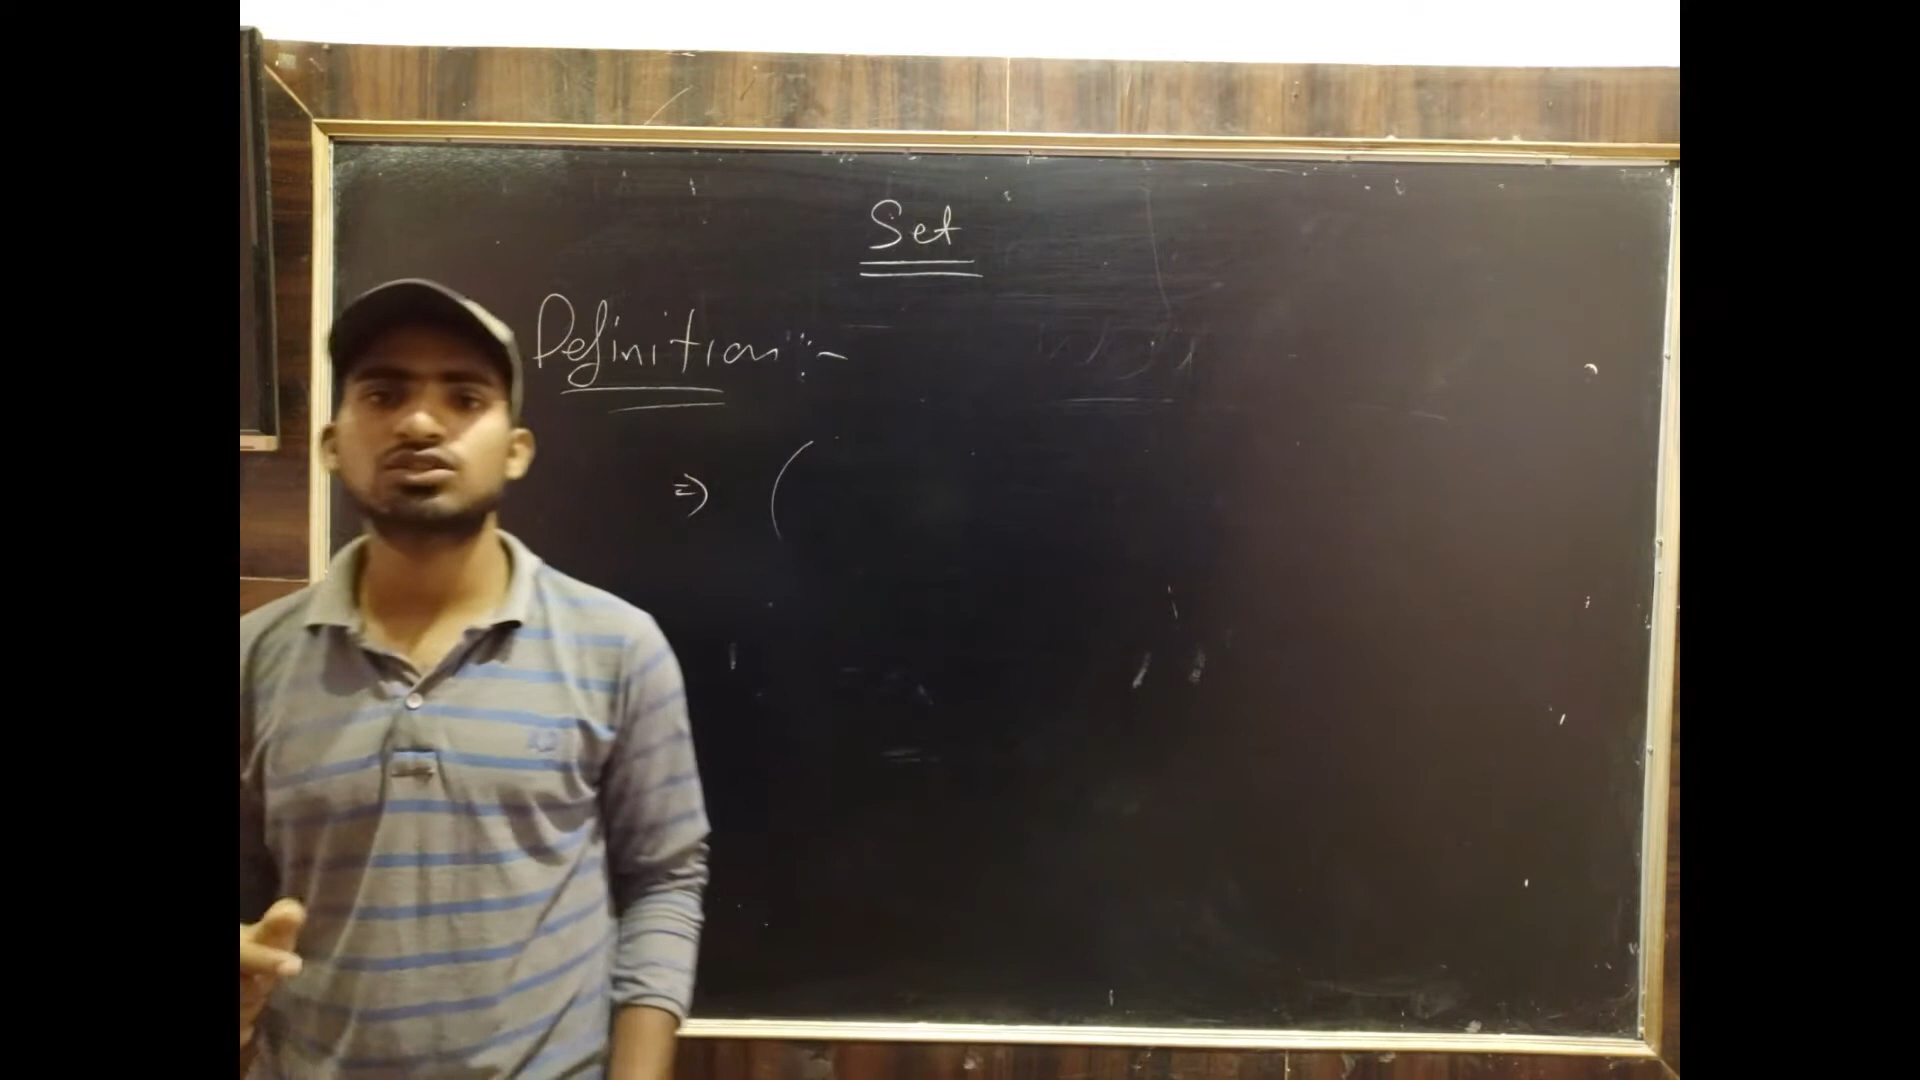 Set
Definition :-
⇒ (